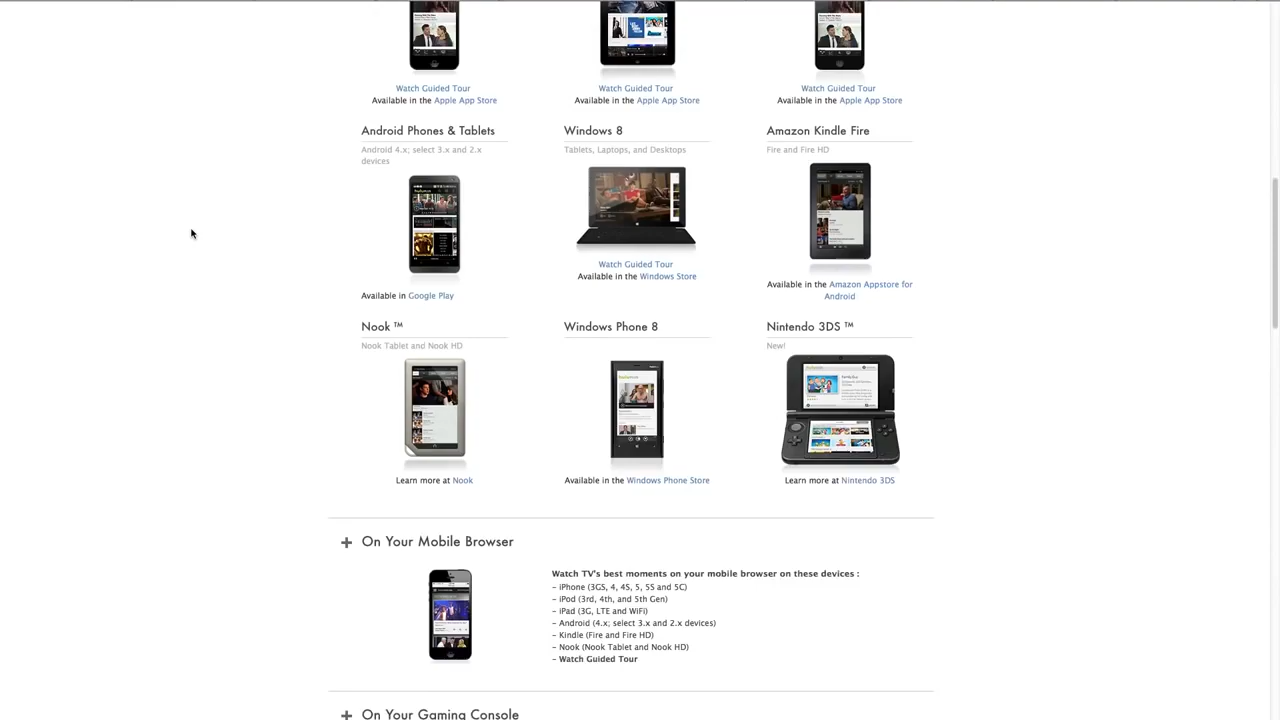 Watch Guided Tour
Watch Guided Tour
Watch Guided Tour
Available in the Apple App Store
Available in the Apple App Store
Available in the Apple App Store
Android Phones & Tablets
Android 4.x; select 3.x and 2.x
devices
Available in Google Play
Windows 8
Tablets, Laptops, and Desktops
Watch Guided Tour
Available in the Windows Store
Amazon Kindle Fire
Fire and Fire HD
Available in the Amazon Appstore for
Android
Nook ™
Nook Tablet and Nook HD
Learn more at Nook
Windows Phone 8
Available in the Windows Phone Store
Nintendo 3DS ™
New!
Learn more at Nintendo 3DS
+ On Your Mobile Browser
Watch TV's best moments on your mobile browser on these devices :
– iPhone (3GS, 4, 4S, 5, 5S and 5C)
– iPod (3rd, 4th, and 5th Gen)
– iPad (3G, LTE and WiFi)
– Android (4.x; select 3.x and 2.x devices)
– Kindle (Fire and Fire HD)
– Nook (Nook Tablet and Nook HD)
– Watch Guided Tour
+ On Your Gaming Console